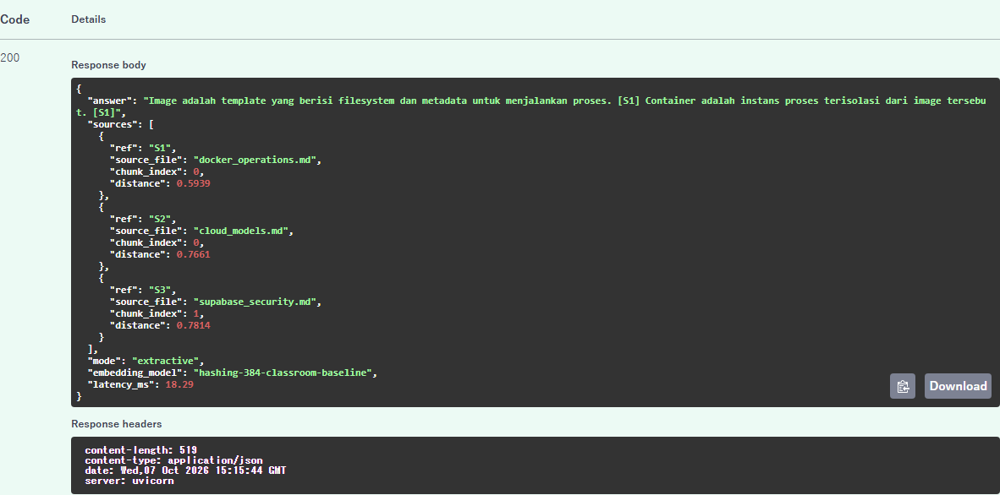 Code Details
200
Response body
{
  "answer": "Image adalah template yang berisi filesystem dan metadata untuk menjalankan proses. [S1] Container adalah instans proses terisolasi dari image tersebu
t. [S1]",
  "sources": [
    {
      "ref": "S1",
      "source_file": "docker_operations.md",
      "chunk_index": 0,
      "distance": 0.5939
    },
    {
      "ref": "S2",
      "source_file": "cloud_models.md",
      "chunk_index": 0,
      "distance": 0.7661
    },
    {
      "ref": "S3",
      "source_file": "supabase_security.md",
      "chunk_index": 1,
      "distance": 0.7814
    }
  ],
  "mode": "extractive",
  "embedding_model": "hashing-384-classroom-baseline",
  "latency_ms": 18.29
}
Download
Response headers
content-length: 519
content-type: application/json
date: Wed,07 Oct 2026 15:15:44 GMT
server: uvicorn